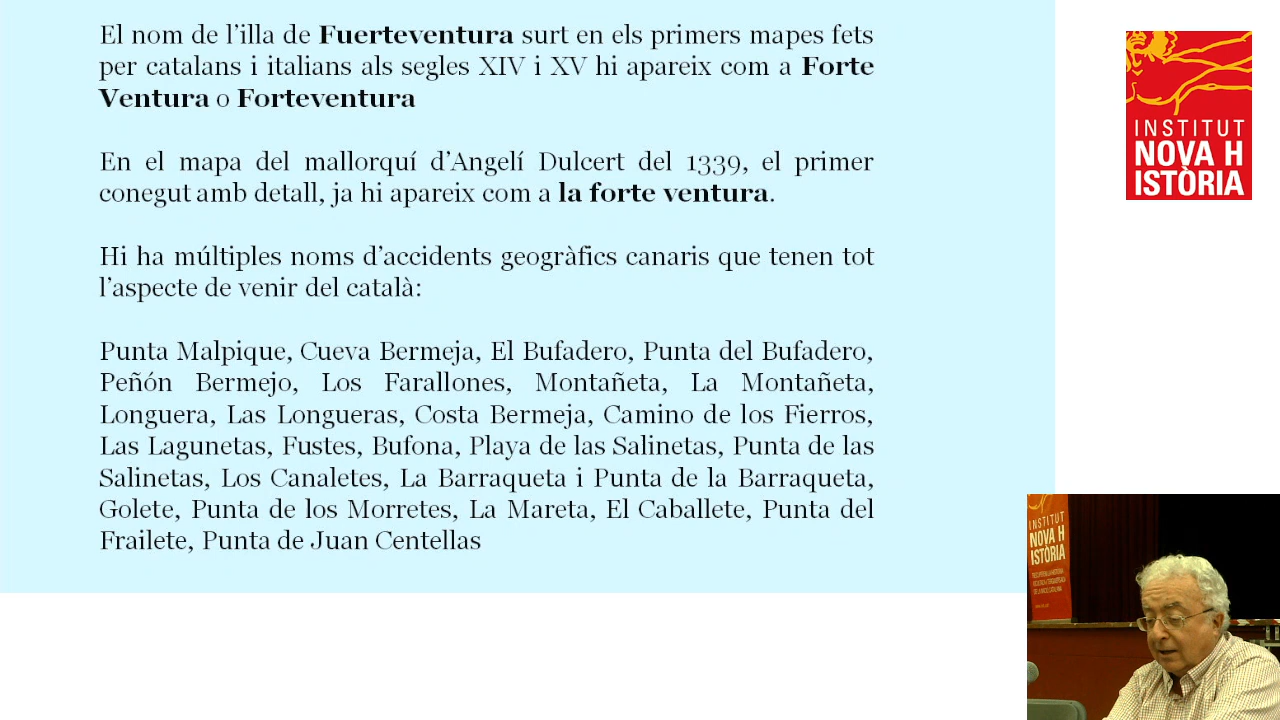 El nom de l'illa de Fuerteventura surt en els primers mapes fets
per catalans i italians als segles XIV i XV hi apareix com a Forte
Ventura o Forteventura
En el mapa del mallorquí d'Angelí Dulcert del 1339, el primer
conegut amb detall, ja hi apareix com a la forte ventura.
Hi ha múltiples noms d'accidents geogràfics canaris que tenen tot
l'aspecte de venir del català:
Punta Malpique, Cueva Bermeja, El Bufadero, Punta del Bufadero,
Peñón Bermejo, Los Farallones, Montañeta, La Montañeta,
Longuera, Las Longueras, Costa Bermeja, Camino de los Fierros,
Las Lagunetas, Fustes, Bufona, Playa de las Salinetas, Punta de las
Salinetas, Los Canaletes, La Barraqueta i Punta de la Barraqueta,
Golete, Punta de los Morretes, La Mareta, El Caballete, Punta del
Frailete, Punta de Juan Centellas
INSTITUT
NOVA H
ISTÒRIA
INSTITUT
NOVA H
ISTÒRIA